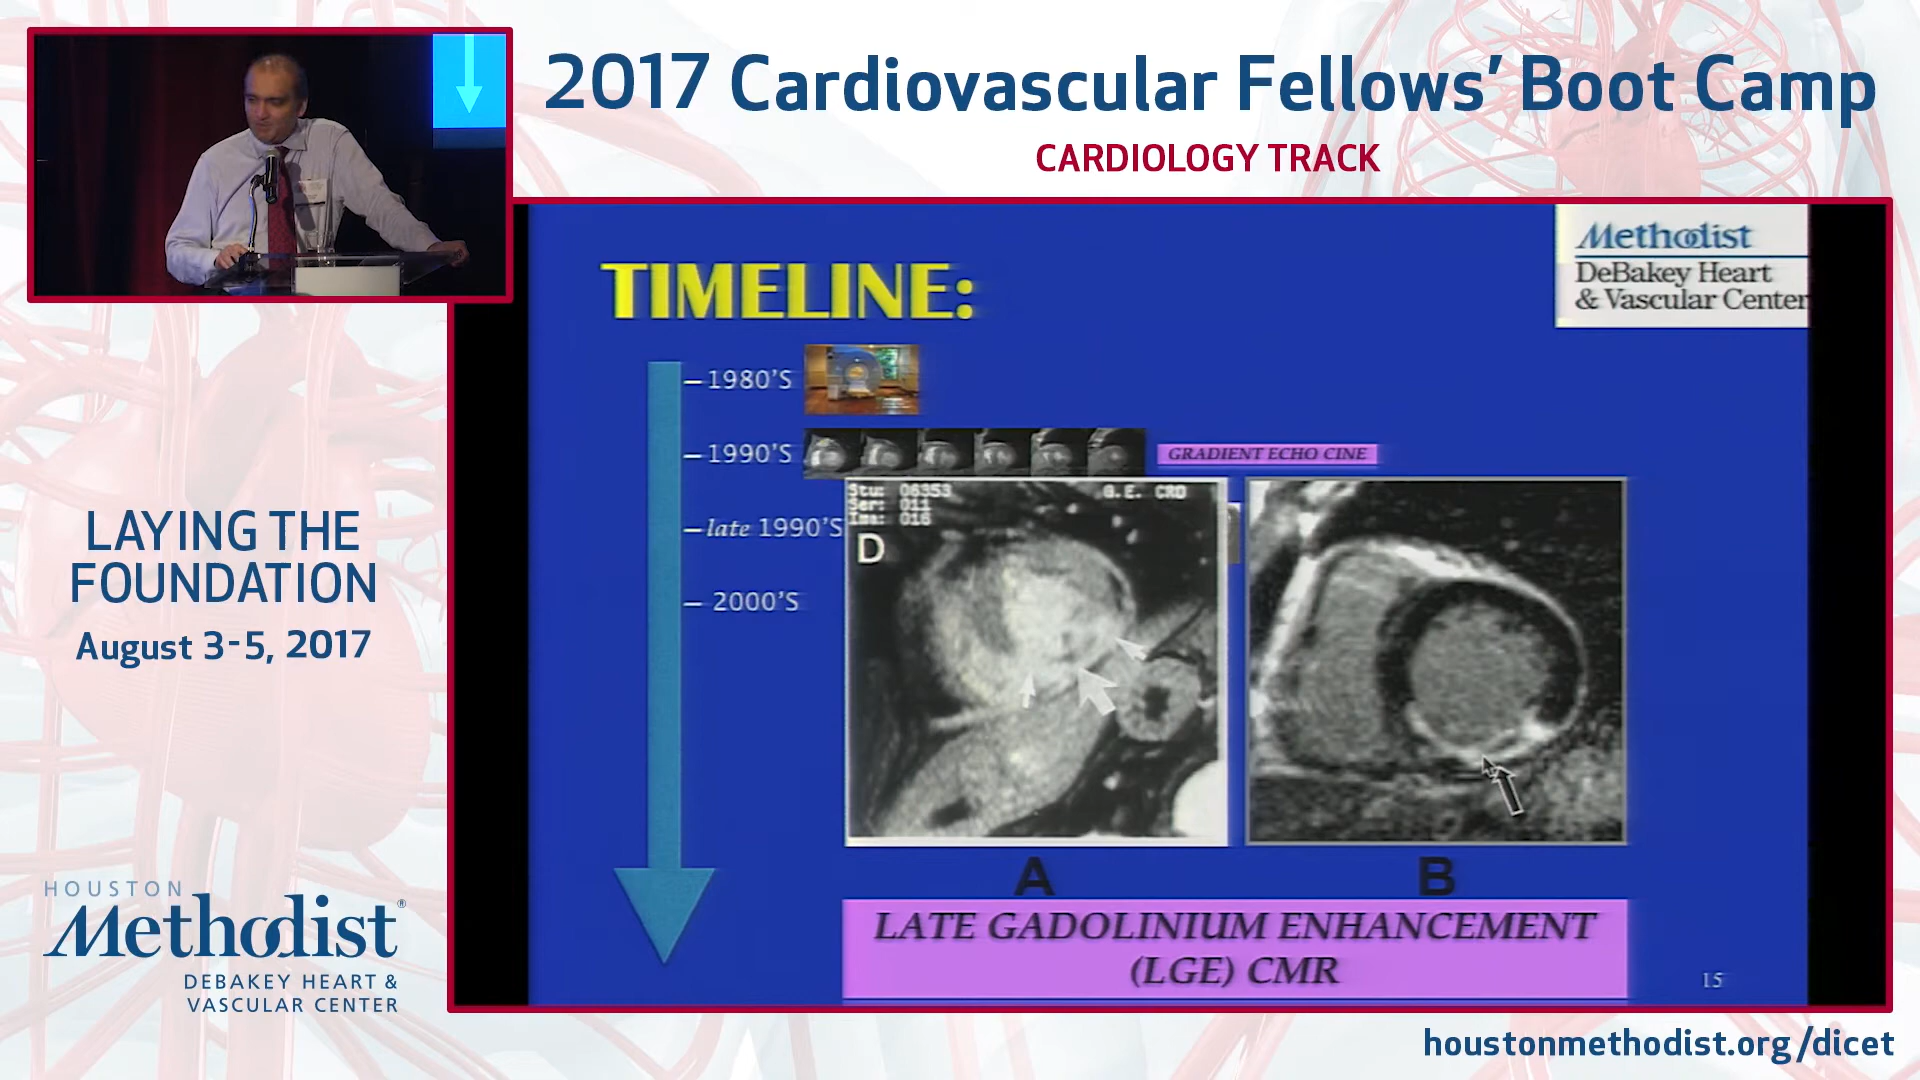 2017 Cardiovascular Fellows’ Boot Camp
CARDIOLOGY TRACK
Methodist
DeBakey Heart
& Vascular Center
TIMELINE:
1980'S
1990'S
GRADIENT ECHO CINE
late 1990'S
2000'S
Stu: 06353
G.E. CRD
Ser: 011
Ima: 016
D
A
B
LATE GADOLINIUM ENHANCEMENT
(LGE) CMR
15
LAYING THE
FOUNDATION
August 3-5, 2017
HOUSTON
Methodist®
DEBAKEY HEART &
VASCULAR CENTER
houstonmethodist.org/dicet